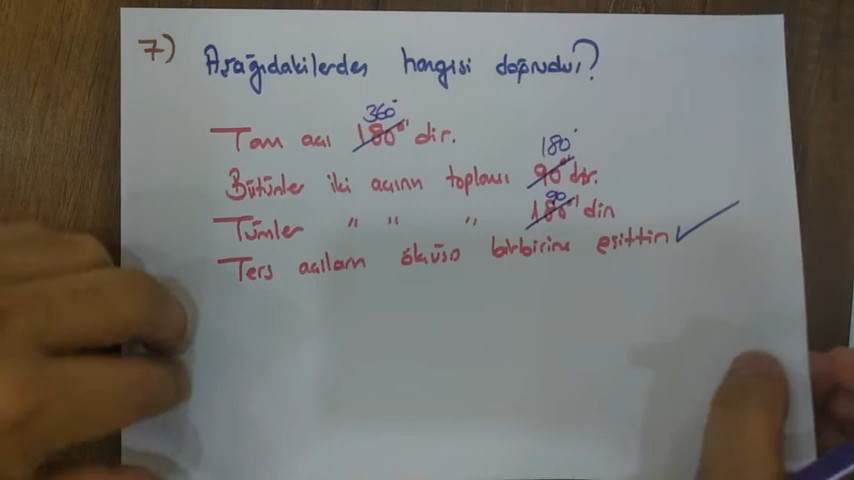 7) Aşağıdakilerden hangisi doğrudur?
360°
Tam açı 180°'dir.
180°
Bütünler iki açının toplamı 90°'dir.
90
Tümler " " " 180°'dir
Ters açıların ölçüsü birbirine eşittir ✓